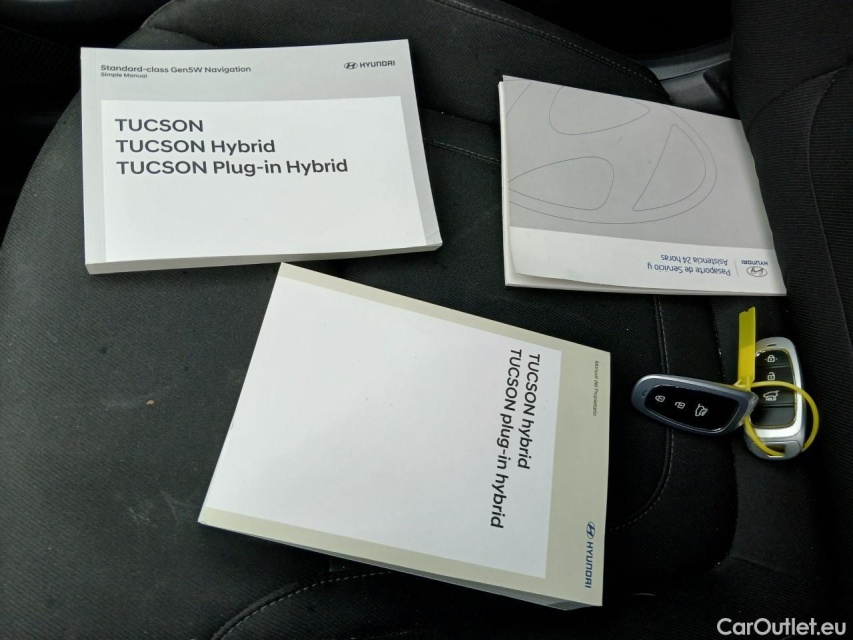 Standard-class Gen5W Navigation
Simple Manual
HYUNDAI
TUCSON
TUCSON Hybrid
TUCSON Plug-in Hybrid
Pasaporte de Servicio y
Asistencia 24 horas
HYUNDAI
Manual del Propietario
TUCSON hybrid
TUCSON plug-in hybrid
HYUNDAI
CarOutlet.eu